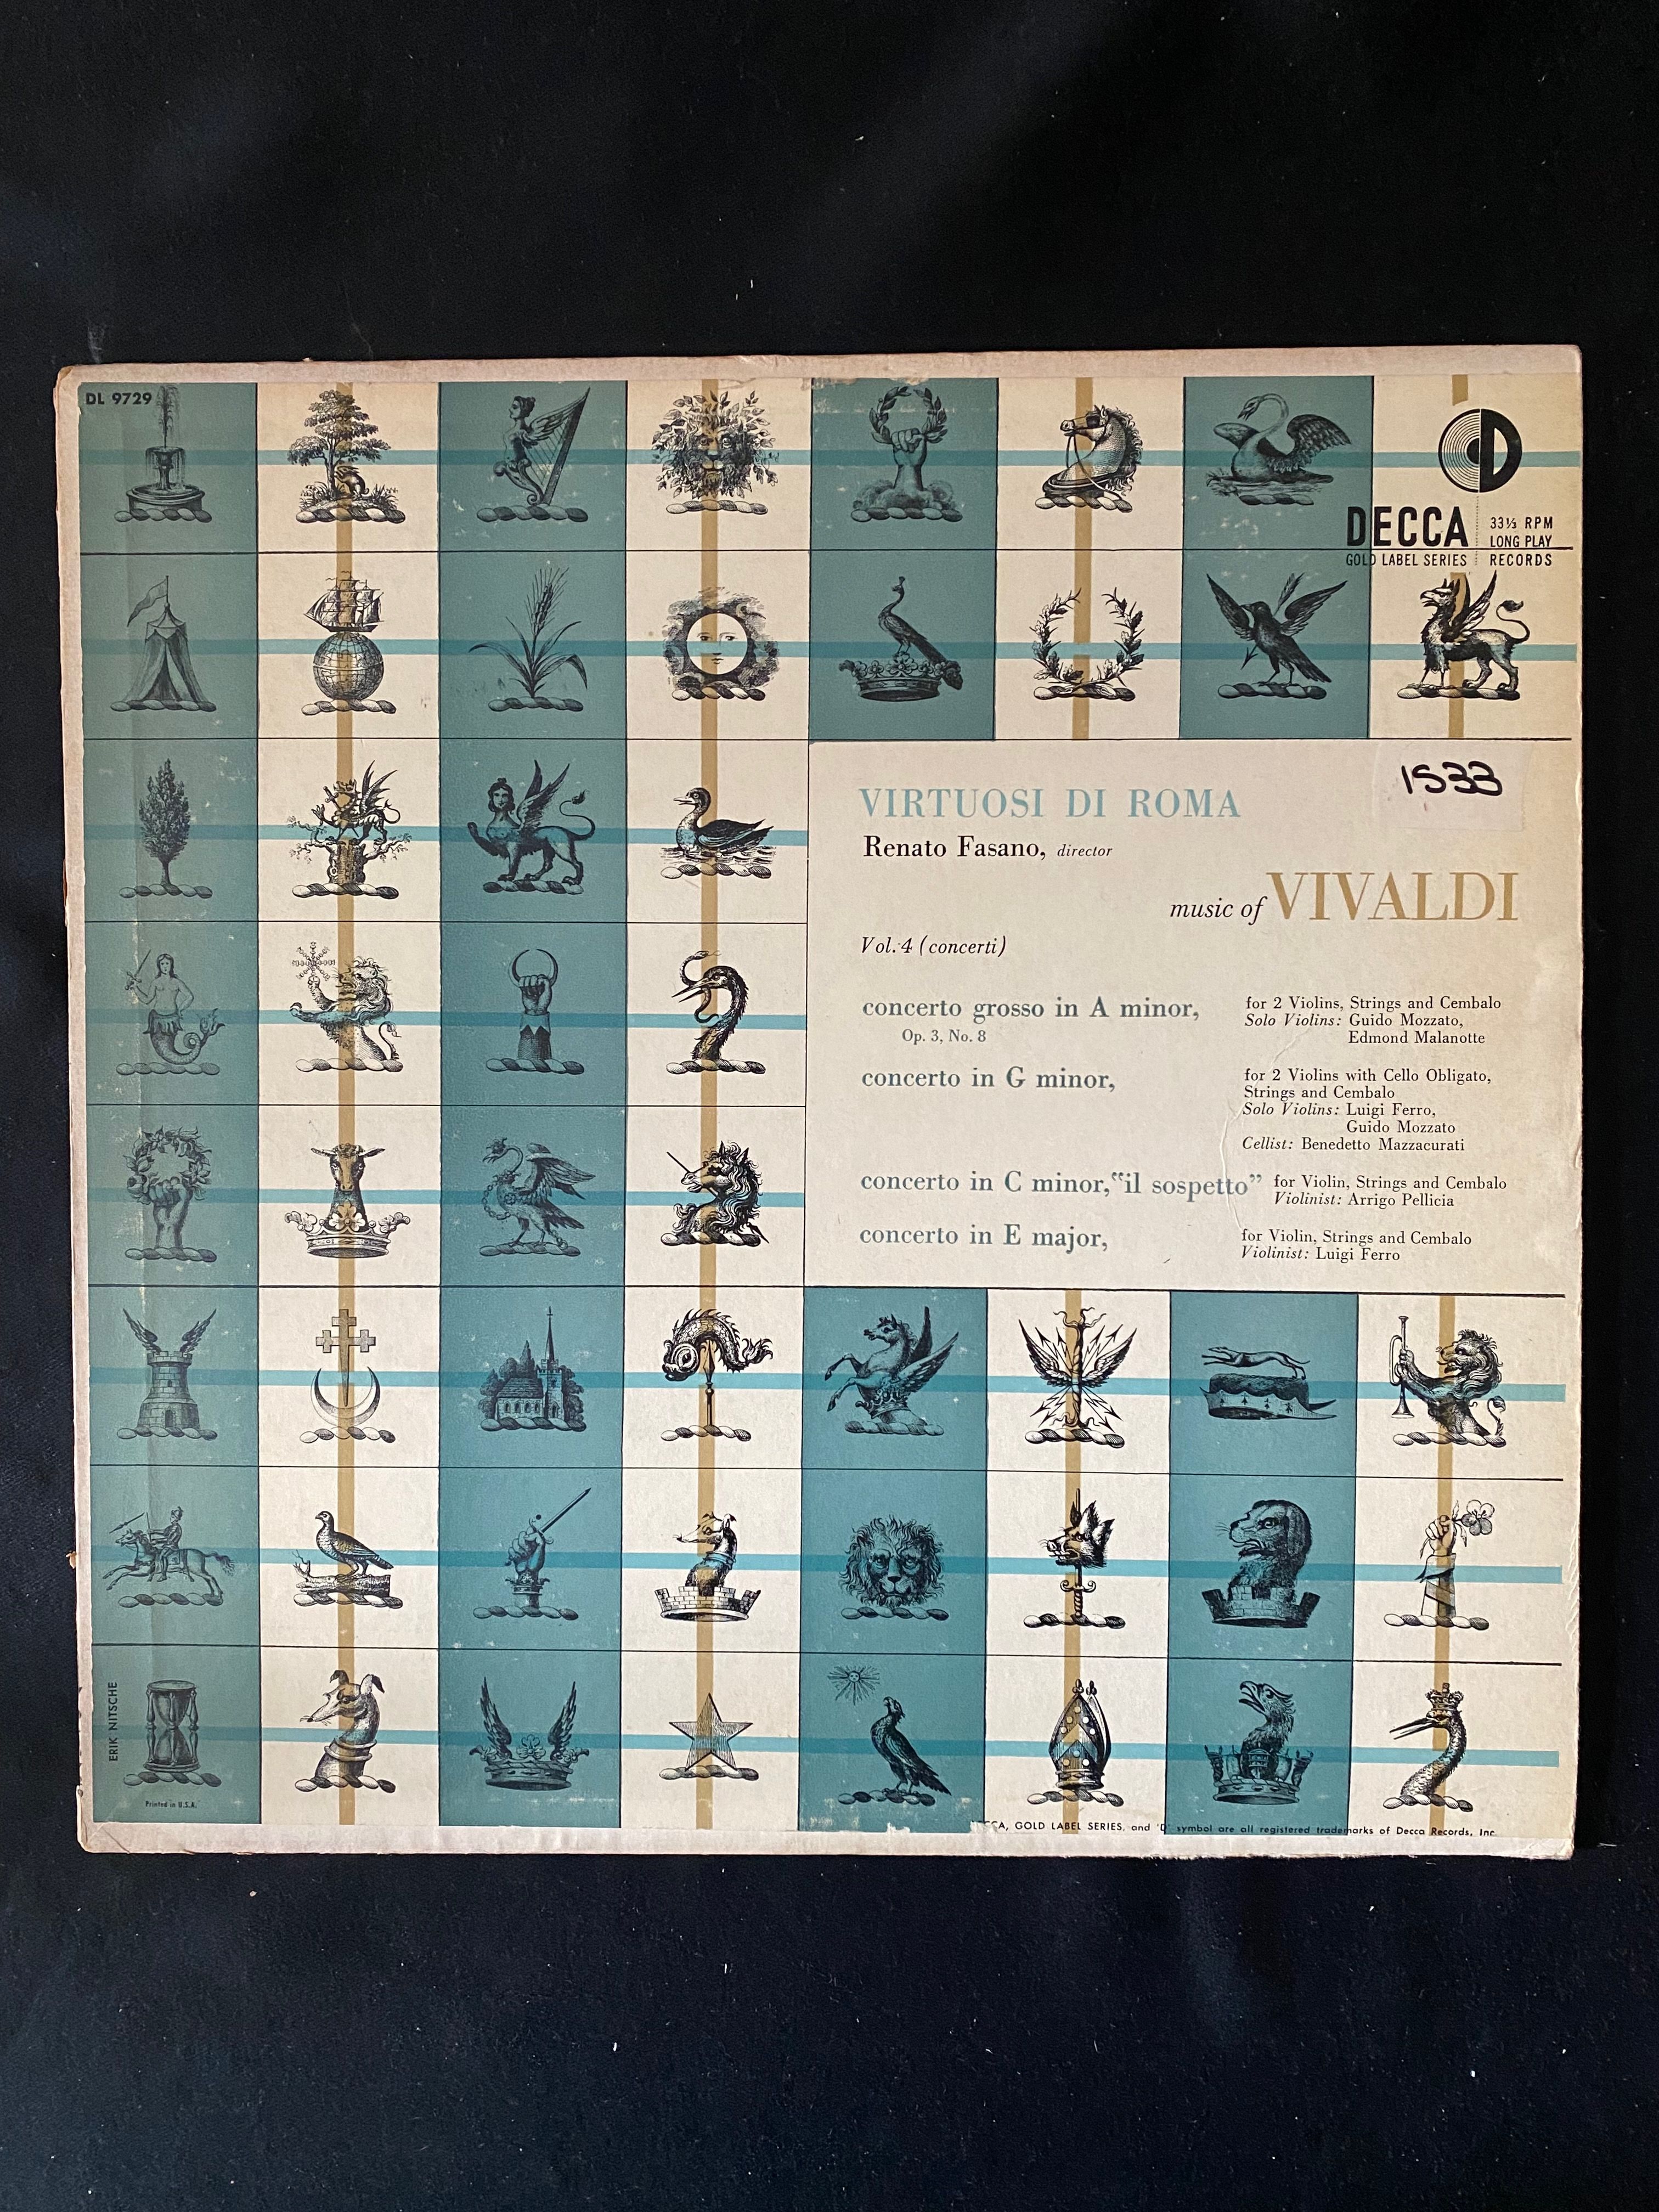 DL 9729
DECCA
GOLD LABEL SERIES
33⅓ RPM
LONG PLAY
RECORDS
1533
VIRTUOSI DI ROMA
Renato Fasano, director
music of VIVALDI
Vol. 4 (concerti)
concerto grosso in A minor,
Op. 3, No. 8
for 2 Violins, Strings and Cembalo
Solo Violins: Guido Mozzato,
Edmond Malanotte
concerto in G minor,
for 2 Violins with Cello Obligato,
Strings and Cembalo
Solo Violins: Luigi Ferro,
Guido Mozzato
Cellist: Benedetto Mazzacurati
concerto in C minor, "il sospetto"
for Violin, Strings and Cembalo
Violinist: Arrigo Pellicia
concerto in E major,
for Violin, Strings and Cembalo
Violinist: Luigi Ferro
ERIK NITSCHE
Printed in U.S.A.
GOLD LABEL SERIES, and 'D' symbol are all registered trademarks of Decca Records, Inc.